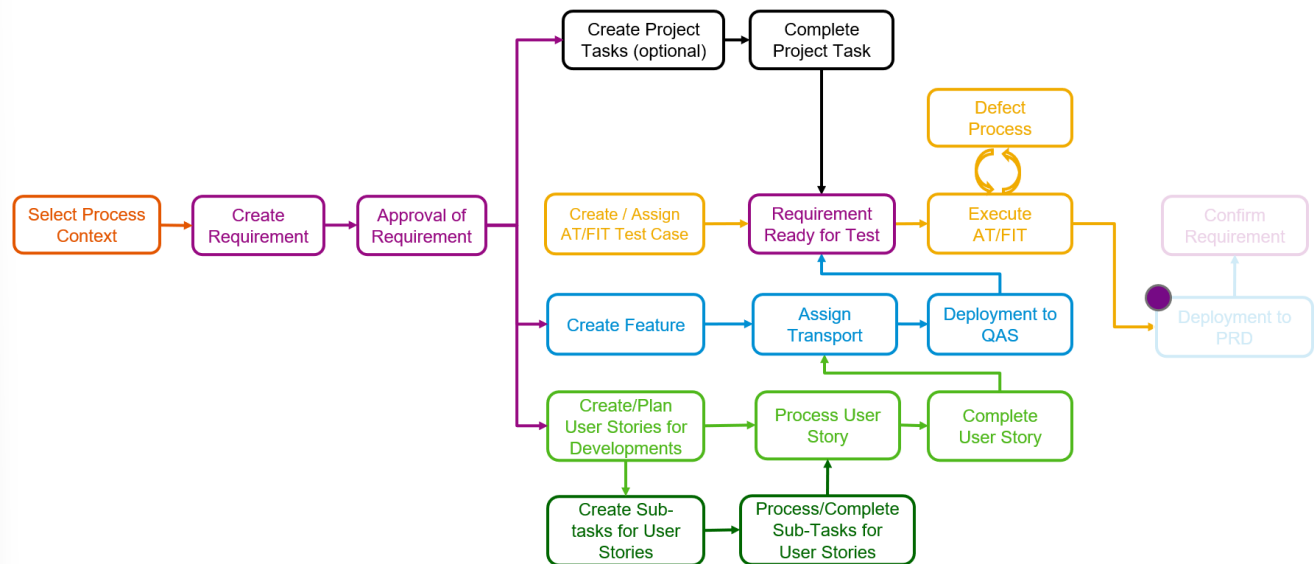 Create Project
Tasks (optional)
Complete
Project Task
Defect
Process
Select Process
Context
Create
Requirement
Approval of
Requirement
Create / Assign
AT/FIT Test Case
Requirement
Ready for Test
Execute
AT/FIT
Confirm
Requirement
Create Feature
Assign
Transport
Deployment to
QAS
Deployment to
PRD
Create/Plan
User Stories for
Developments
Process User
Story
Complete
User Story
Create Sub-
tasks for User
Stories
Process/Complete
Sub-Tasks for
User Stories